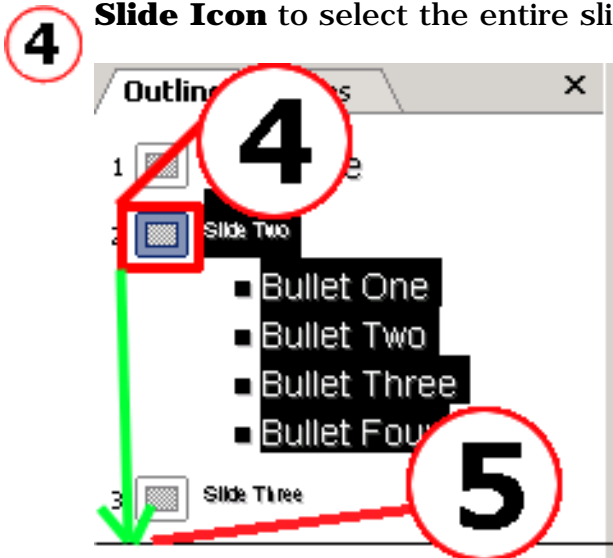 Slide Icon to select the entire sli
4
Outlin
4
1
2 Slide Two
Bullet One
Bullet Two
Bullet Three
Bullet Four
3 Slide Three
5